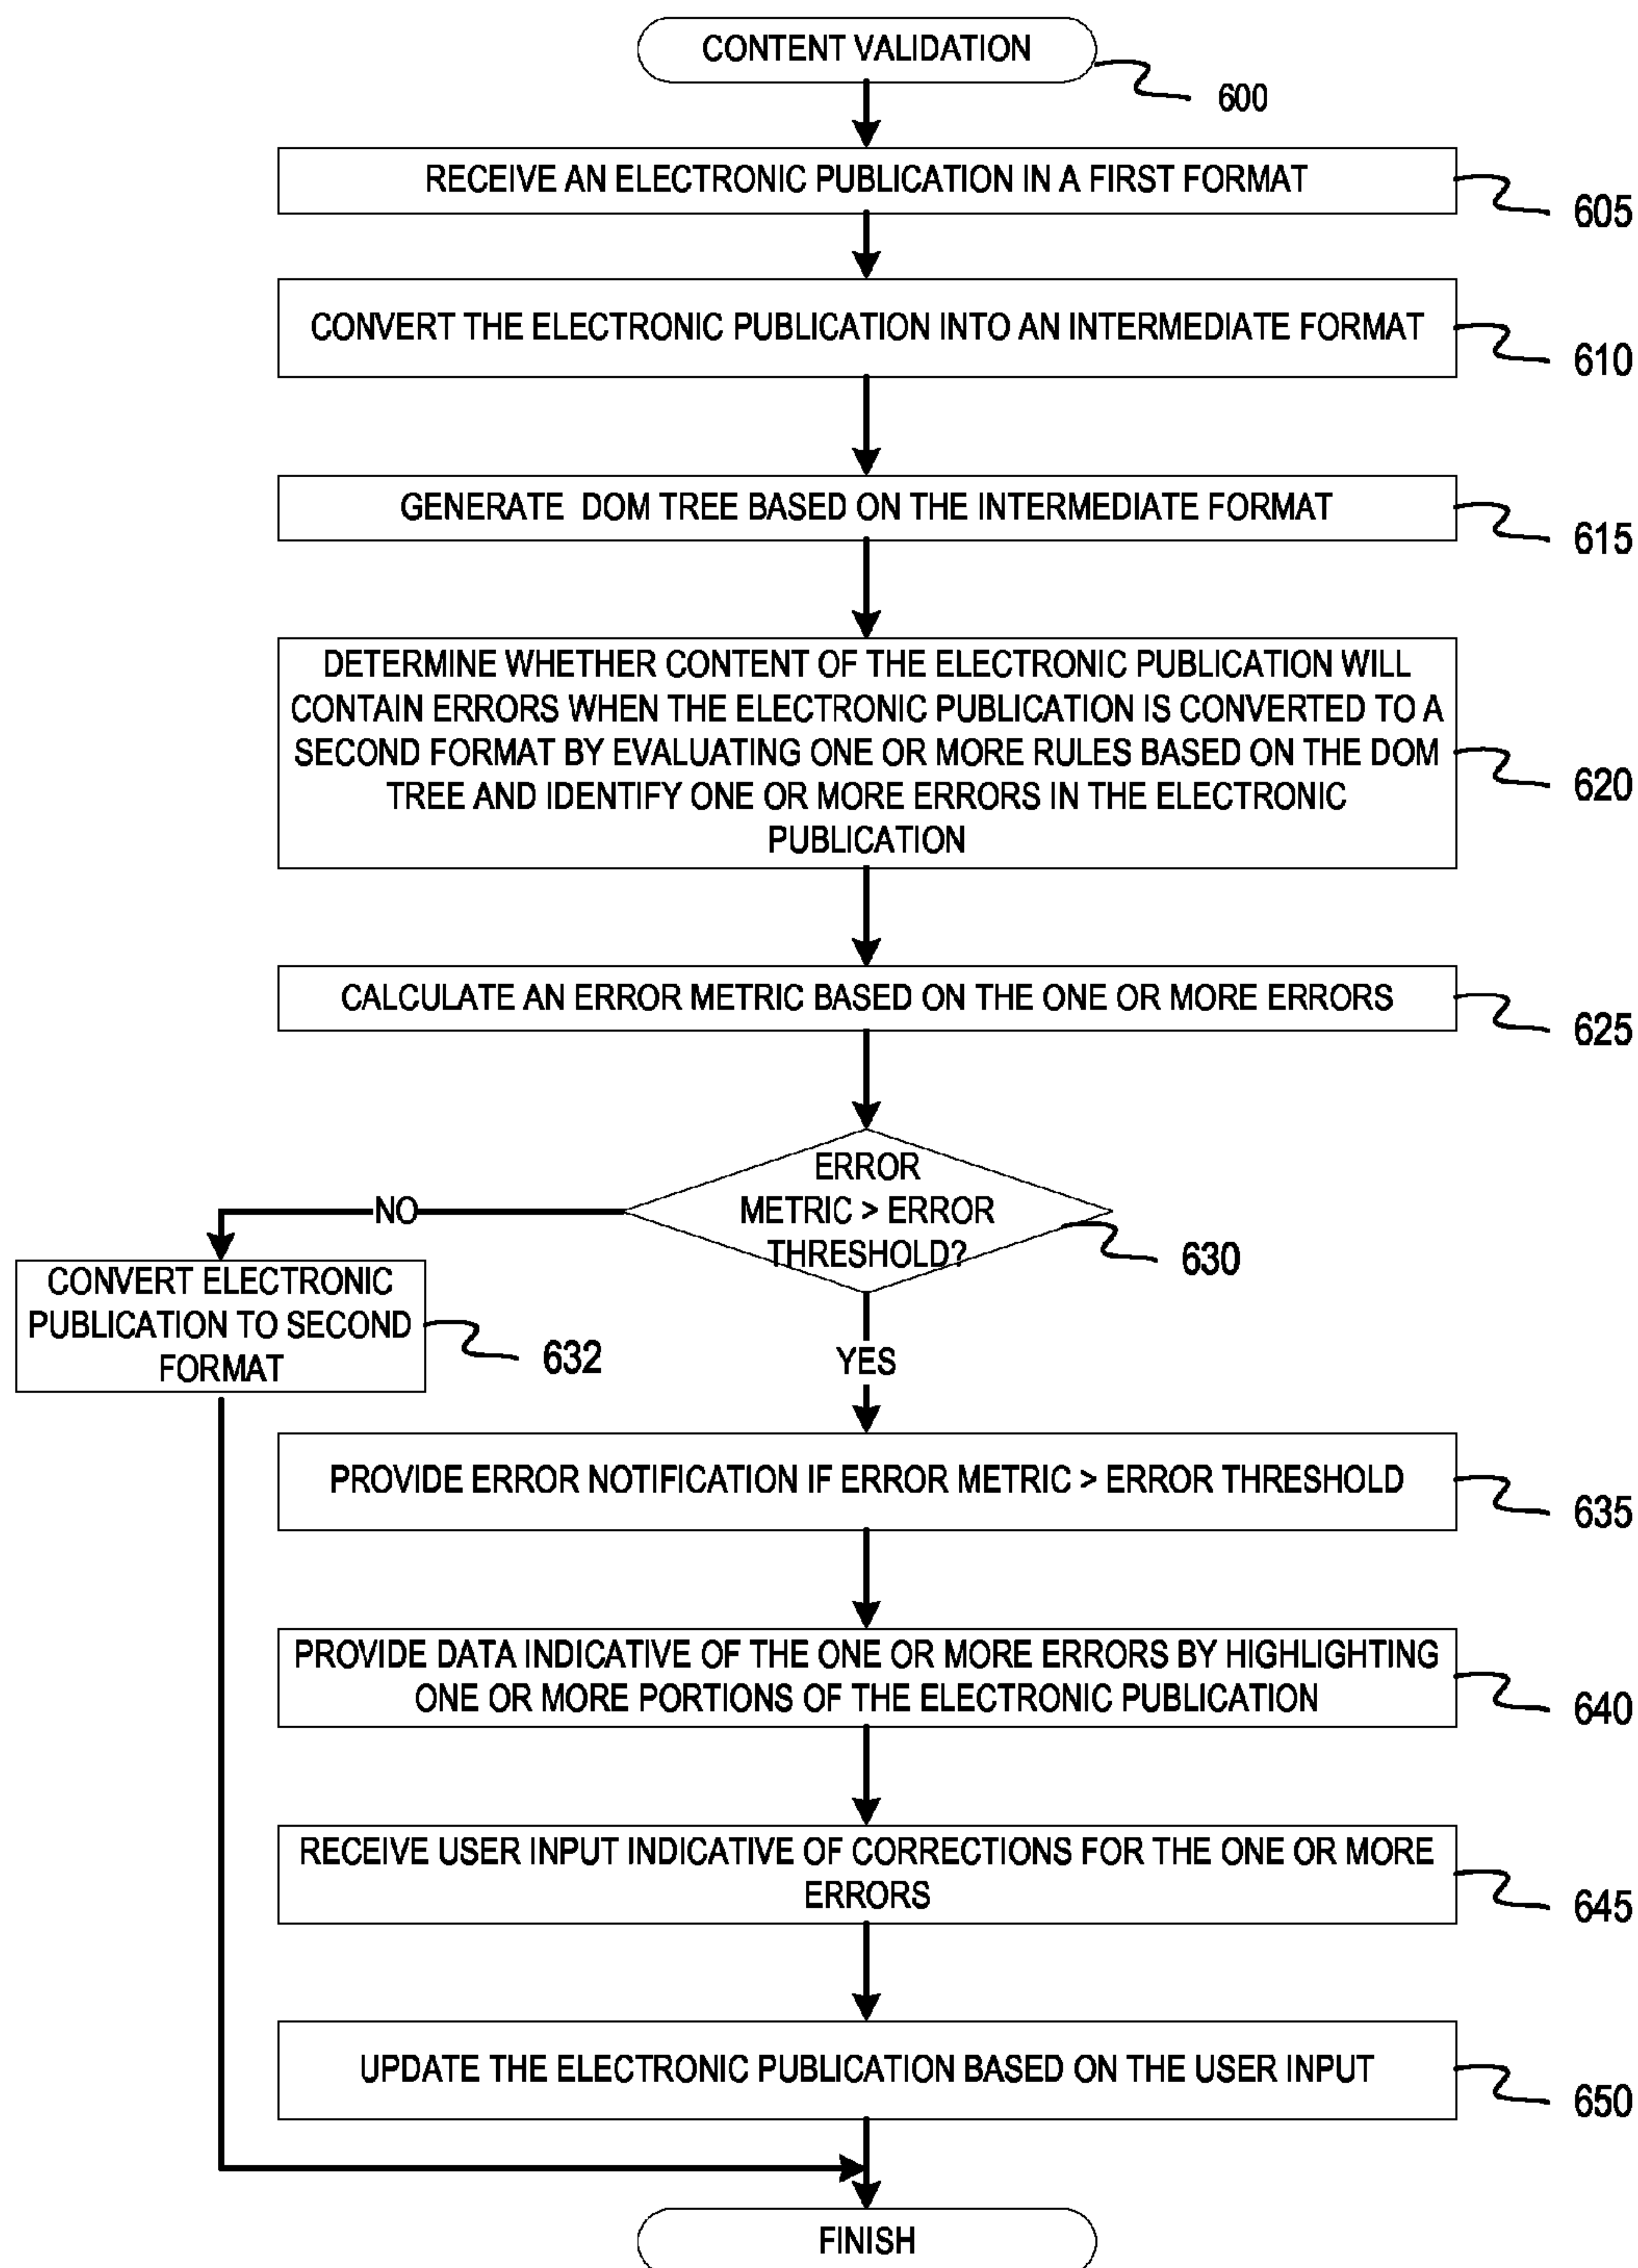 CONTENT VALIDATION
600
RECEIVE AN ELECTRONIC PUBLICATION IN A FIRST FORMAT
605
CONVERT THE ELECTRONIC PUBLICATION INTO AN INTERMEDIATE FORMAT
610
GENERATE DOM TREE BASED ON THE INTERMEDIATE FORMAT
615
DETERMINE WHETHER CONTENT OF THE ELECTRONIC PUBLICATION WILL
CONTAIN ERRORS WHEN THE ELECTRONIC PUBLICATION IS CONVERTED TO A
SECOND FORMAT BY EVALUATING ONE OR MORE RULES BASED ON THE DOM
TREE AND IDENTIFY ONE OR MORE ERRORS IN THE ELECTRONIC
PUBLICATION
620
CALCULATE AN ERROR METRIC BASED ON THE ONE OR MORE ERRORS
625
ERROR
METRIC > ERROR
THRESHOLD?
630
NO
CONVERT ELECTRONIC
PUBLICATION TO SECOND
FORMAT
632
YES
PROVIDE ERROR NOTIFICATION IF ERROR METRIC > ERROR THRESHOLD
635
PROVIDE DATA INDICATIVE OF THE ONE OR MORE ERRORS BY HIGHLIGHTING
ONE OR MORE PORTIONS OF THE ELECTRONIC PUBLICATION
640
RECEIVE USER INPUT INDICATIVE OF CORRECTIONS FOR THE ONE OR MORE
ERRORS
645
UPDATE THE ELECTRONIC PUBLICATION BASED ON THE USER INPUT
650
FINISH